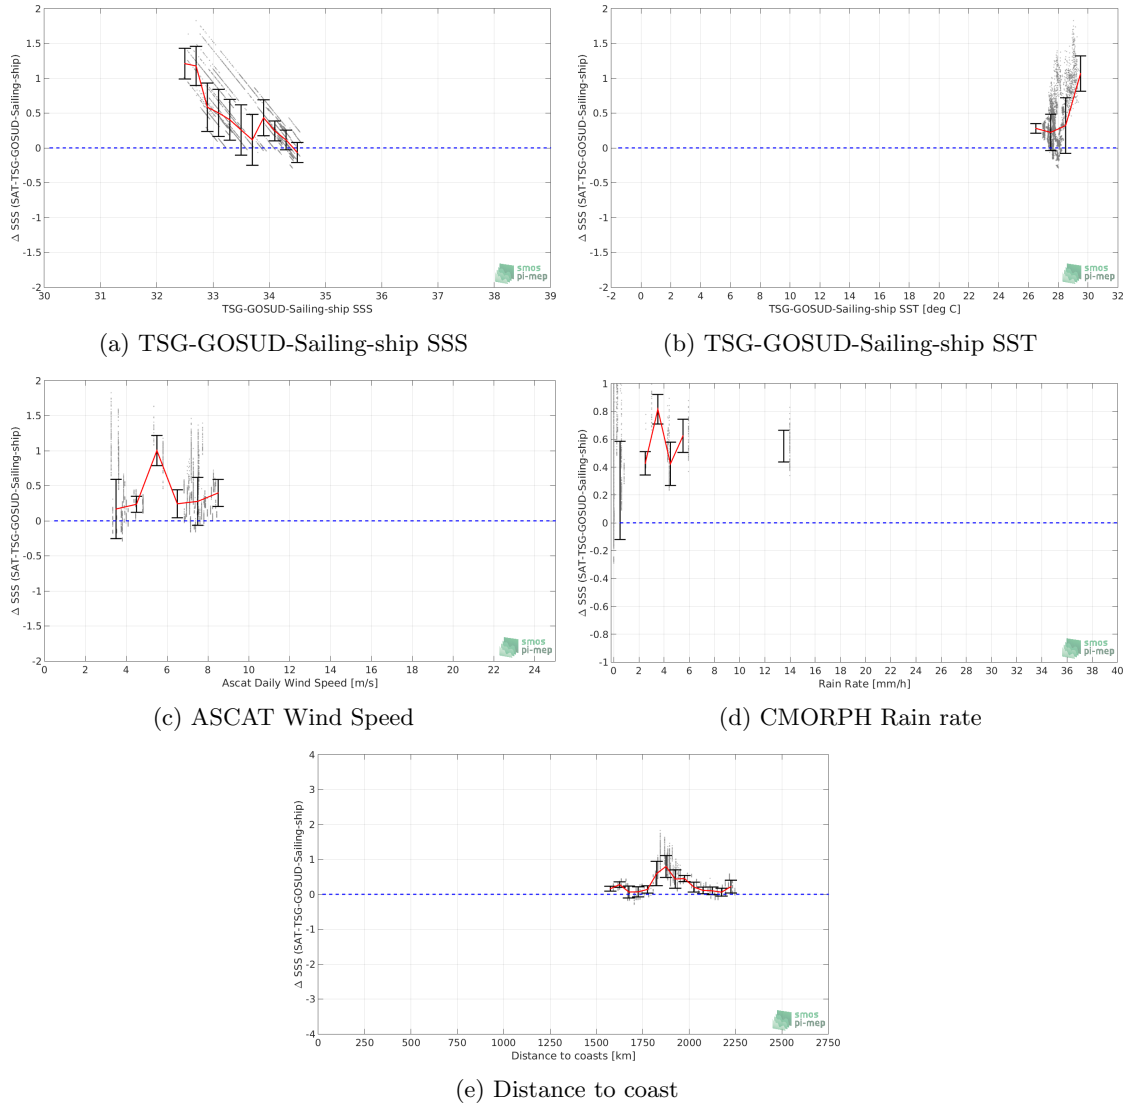 2
1.5
1
0.5
0
-0.5
-1
-1.5
-2
Δ SSS (SAT-TSG-GOSUD-Sailing-ship)
30 31 32 33 34 35 36 37 38 39
TSG-GOSUD-Sailing-ship SSS
smos
pi-mep
(a) TSG-GOSUD-Sailing-ship SSS
2
1.5
1
0.5
0
-0.5
-1
-1.5
-2
Δ SSS (SAT-TSG-GOSUD-Sailing-ship)
-2 0 2 4 6 8 10 12 14 16 18 20 22 24 26 28 30 32
TSG-GOSUD-Sailing-ship SST [deg C]
smos
pi-mep
(b) TSG-GOSUD-Sailing-ship SST
2
1.5
1
0.5
0
-0.5
-1
-1.5
-2
Δ SSS (SAT-TSG-GOSUD-Sailing-ship)
0 2 4 6 8 10 12 14 16 18 20 22 24
Ascat Daily Wind Speed [m/s]
smos
pi-mep
(c) ASCAT Wind Speed
1
0.8
0.6
0.4
0.2
0
-0.2
-0.4
-0.6
-0.8
-1
Δ SSS (SAT-TSG-GOSUD-Sailing-ship)
0 2 4 6 8 10 12 14 16 18 20 22 24 26 28 30 32 34 36 38 40
Rain Rate [mm/h]
smos
pi-mep
(d) CMORPH Rain rate
4
3
2
1
0
-1
-2
-3
-4
Δ SSS (SAT-TSG-GOSUD-Sailing-ship)
0 250 500 750 1000 1250 1500 1750 2000 2250 2500 2750
Distance to coasts [km]
smos
pi-mep
(e) Distance to coast